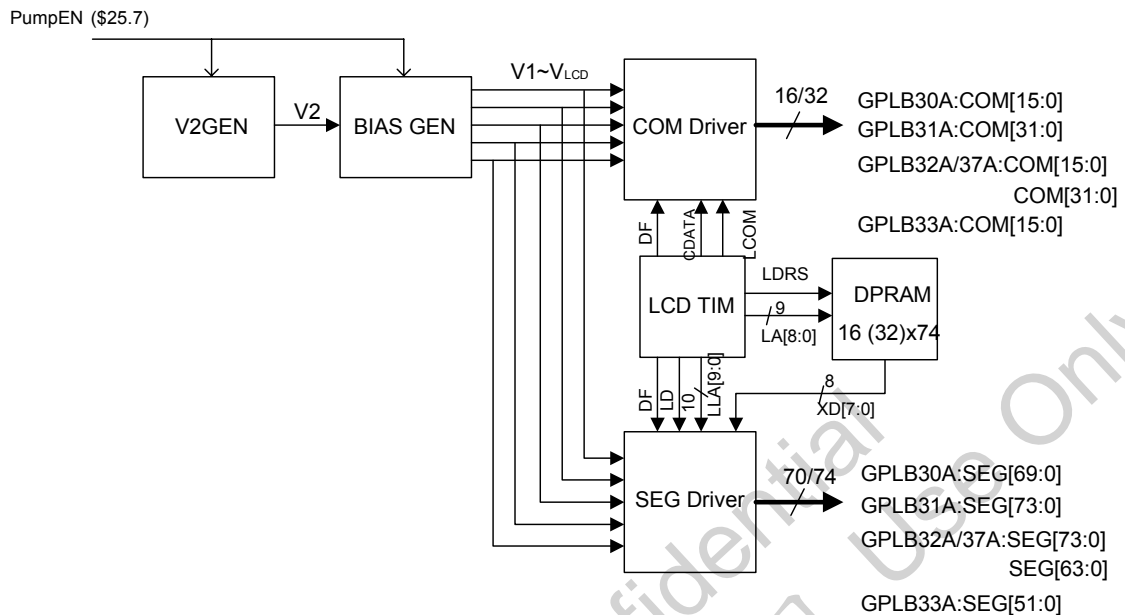 PumpEN ($25.7)
V2GEN
V2
BIAS GEN
V1~VLCD
COM Driver
16/32
GPLB30A:COM[15:0]
GPLB31A:COM[31:0]
GPLB32A/37A:COM[15:0]
COM[31:0]
GPLB33A:COM[15:0]
DF
CDATA
LCOM
LCD TIM
LDRS
9
LA[8:0]
DPRAM
16 (32)x74
DF
LD
10
LLA[9:0]
8
XD[7:0]
SEG Driver
70/74
GPLB30A:SEG[69:0]
GPLB31A:SEG[73:0]
GPLB32A/37A:SEG[73:0]
SEG[63:0]
GPLB33A:SEG[51:0]
fidential
Use Only